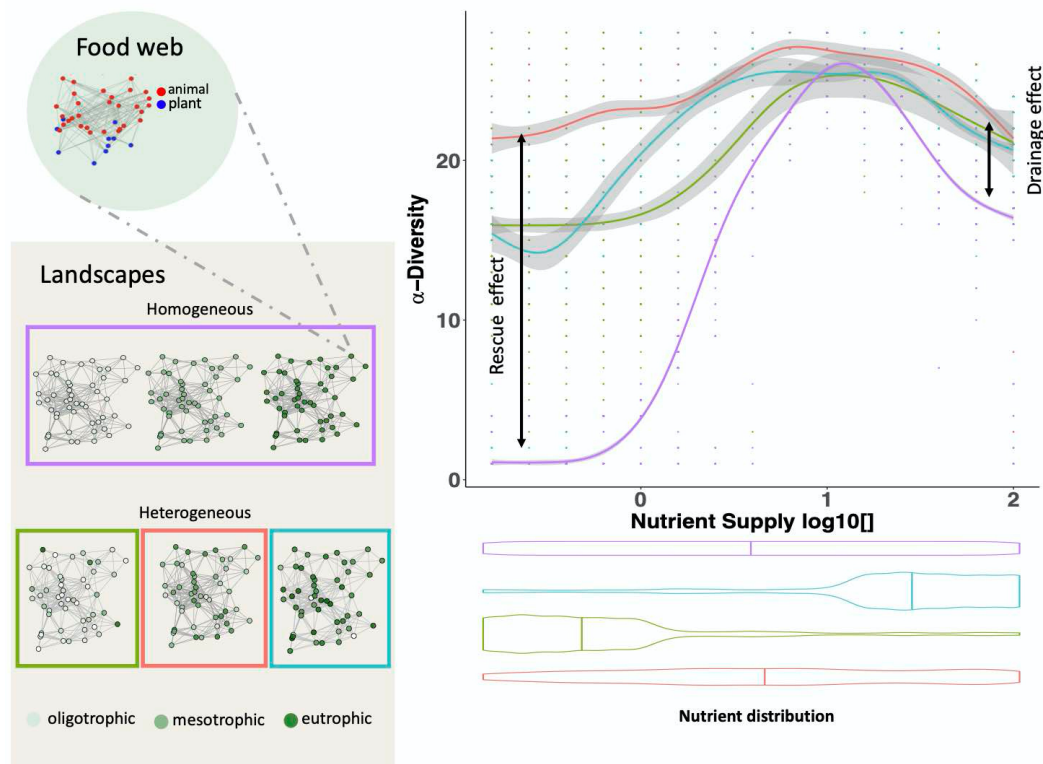 Food web
animal
plant
Landscapes
Homogeneous
Heterogeneous
oligotrophic
mesotrophic
eutrophic
α−Diversity
20
10
0
Rescue effect
Drainage effect
0
1
2
Nutrient Supply log10[]
Nutrient distribution